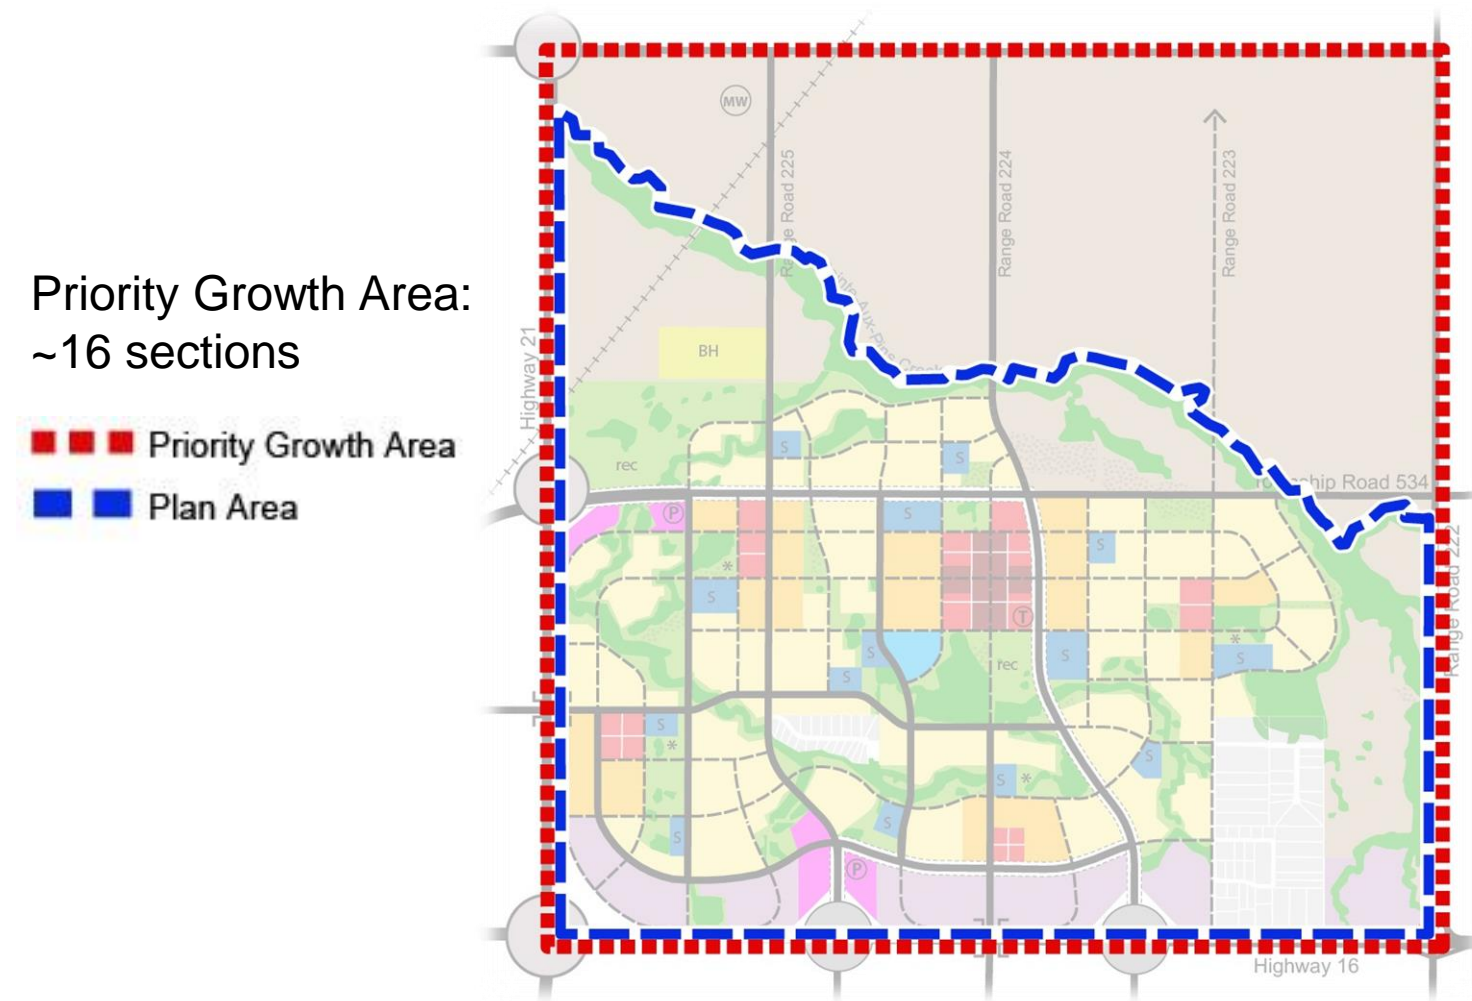 Priority Growth Area:
~16 sections
Priority Growth Area
Plan Area
MW
Range Road 225
Range Road 224
Range Road 223
Highway 21
BH
rec
S
S
Township Road 534
P
S
S
*
S
T
Range Road 222
S
S
rec
S
*
S
S
S
*
S
S
*
S
S
P
Highway 16